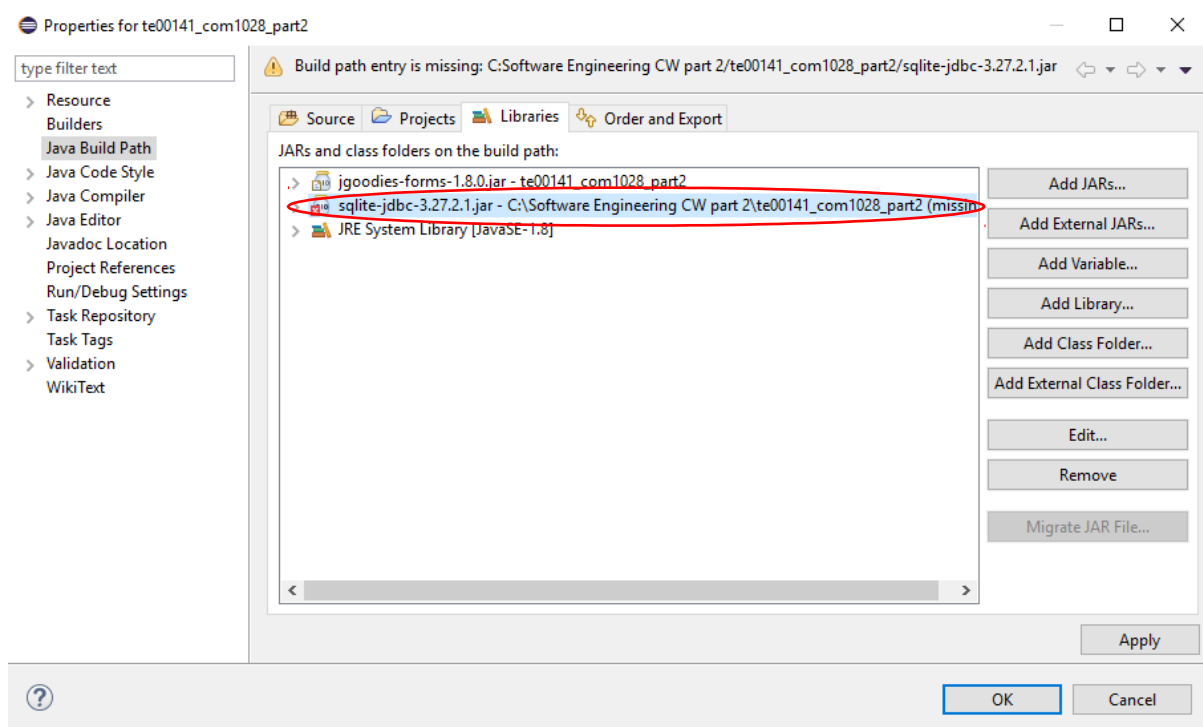 Properties for te00141_com1028_part2
type filter text
Resource
Builders
Java Build Path
Java Code Style
Java Compiler
Java Editor
Javadoc Location
Project References
Run/Debug Settings
Task Repository
Task Tags
Validation
WikiText
Build path entry is missing: C:Software Engineering CW part 2/te00141_com1028_part2/sqlite-jdbc-3.27.2.1.jar
Source
Projects
Libraries
Order and Export
JARs and class folders on the build path:
jgoodies-forms-1.8.0.jar - te00141_com1028_part2
sqlite-jdbc-3.27.2.1.jar - C:\Software Engineering CW part 2\te00141_com1028_part2 (missin
JRE System Library [JavaSE-1.8]
Add JARs...
Add External JARs...
Add Variable...
Add Library...
Add Class Folder...
Add External Class Folder...
Edit...
Remove
Migrate JAR File...
Apply
?
OK
Cancel